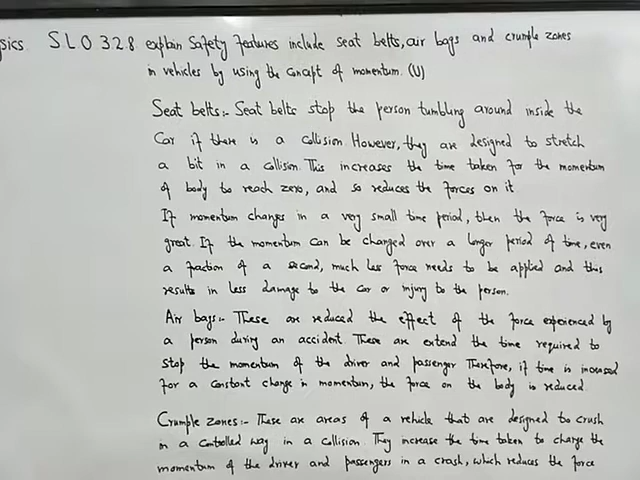 sics SLO 3.2.8 explain Safety features include seat belts, air bags and crumple zones
in vehicles by using the concept of momentum. (U)
Seat belts:- Seat belts stop the person tumbling around inside the
Car if there is a collision. However, they are designed to stretch
a bit in a collision. This increases the time taken for the momentum
of body to reach zero, and so reduces the forces on it
If momentum changes in a very small time period, then the force is very
great. If the momentum can be changed over a longer period of time, even
a fraction of a second, much less force needs to be applied and this
results in less damage to the car or injury to the person.
Air bags:- These are reduced the effect of the force experienced by
a person during an accident. These are extend the time required to
stop the momentum of the driver and passenger Therefore, if time is increased
for a constant change in momentum, the force on the body is reduced
Crumple zones:- These are areas of a vehicle that are designed to crush
in a controlled way in a collision. They increase the time taken to change the
momentum of the driver and passengers in a crash, which reduces the force